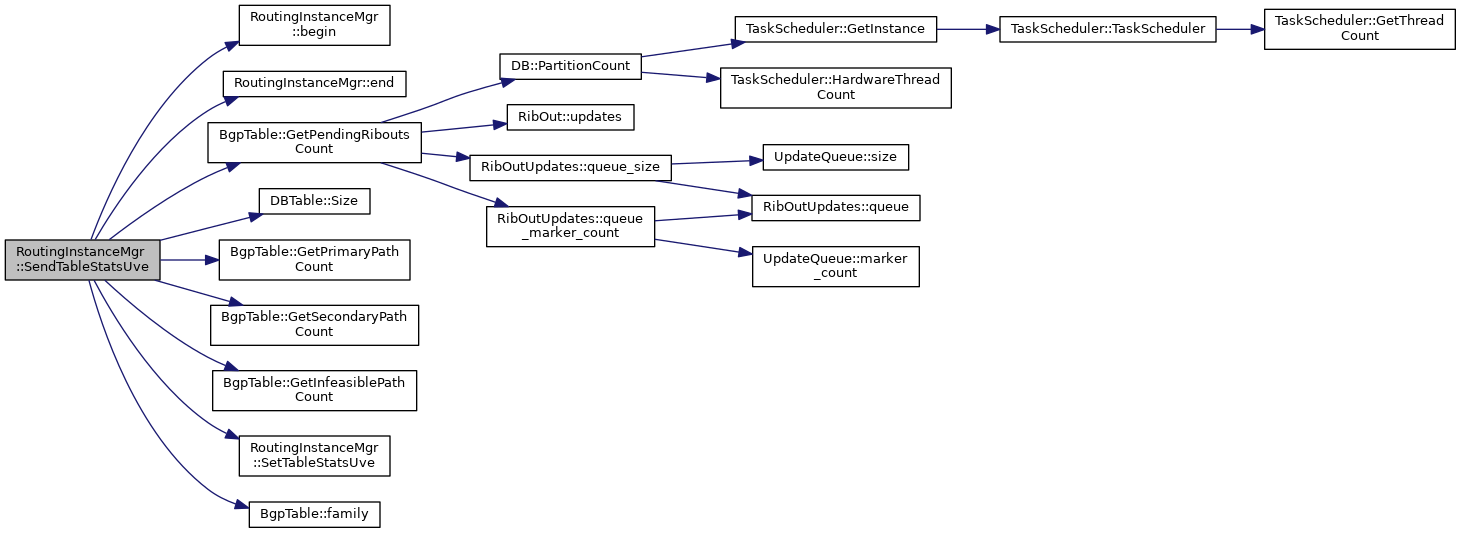 RoutingInstanceMgr
::SendTableStatsUve
RoutingInstanceMgr
::begin
RoutingInstanceMgr::end
BgpTable::GetPendingRibouts
Count
DBTable::Size
BgpTable::GetPrimaryPath
Count
BgpTable::GetSecondaryPath
Count
BgpTable::GetInfeasiblePath
Count
RoutingInstanceMgr
::SetTableStatsUve
BgpTable::family
DB::PartitionCount
RibOut::updates
RibOutUpdates::queue_size
RibOutUpdates::queue
_marker_count
TaskScheduler::GetInstance
TaskScheduler::HardwareThread
Count
UpdateQueue::size
RibOutUpdates::queue
UpdateQueue::marker
_count
TaskScheduler::TaskScheduler
TaskScheduler::GetThread
Count